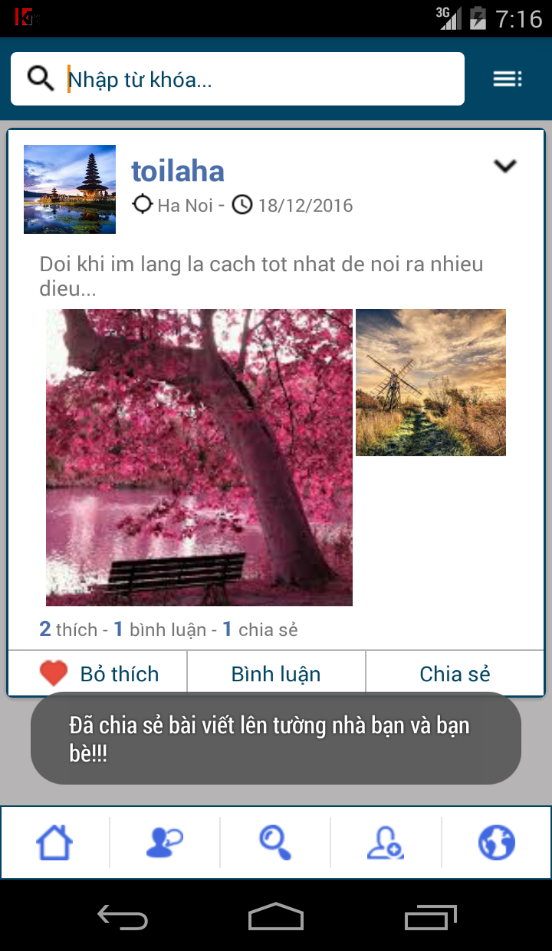 3G
7:16
Nhập từ khóa...
toilaha
Ha Noi - 18/12/2016
Doi khi im lang la cach tot nhat de noi ra nhieu
dieu...
2 thích - 1 bình luận - 1 chia sẻ
Bỏ thích Bình luận Chia sẻ
Đã chia sẻ bài viết lên tường nhà bạn và bạn
bè!!!